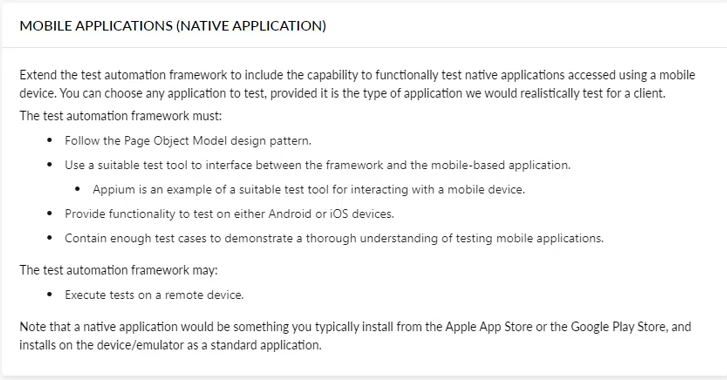 MOBILE APPLICATIONS (NATIVE APPLICATION)
Extend the test automation framework to include the capability to functionally test native applications accessed using a mobile
device. You can choose any application to test, provided it is the type of application we would realistically test for a client.
The test automation framework must:
• Follow the Page Object Model design pattern.
• Use a suitable test tool to interface between the framework and the mobile-based application.
• Appium is an example of a suitable test tool for interacting with a mobile device.
• Provide functionality to test on either Android or iOS devices.
• Contain enough test cases to demonstrate a thorough understanding of testing mobile applications.
The test automation framework may:
• Execute tests on a remote device.
Note that a native application would be something you typically install from the Apple App Store or the Google Play Store, and
installs on the device/emulator as a standard application.